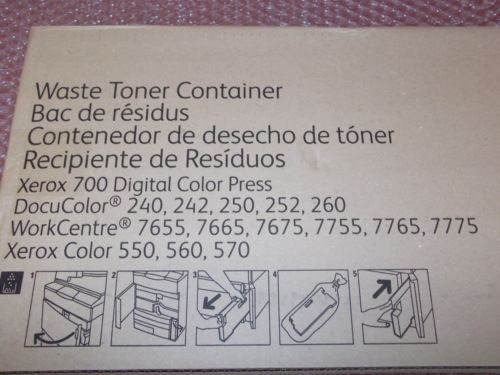 Waste Toner Container
Bac de résidus
Contenedor de desecho de tóner
Recipiente de Resíduos
Xerox 700 Digital Color Press
DocuColor® 240, 242, 250, 252, 260
WorkCentre® 7655, 7665, 7675, 7755, 7765, 7775
Xerox Color 550, 560, 570
1 2 3 4 5